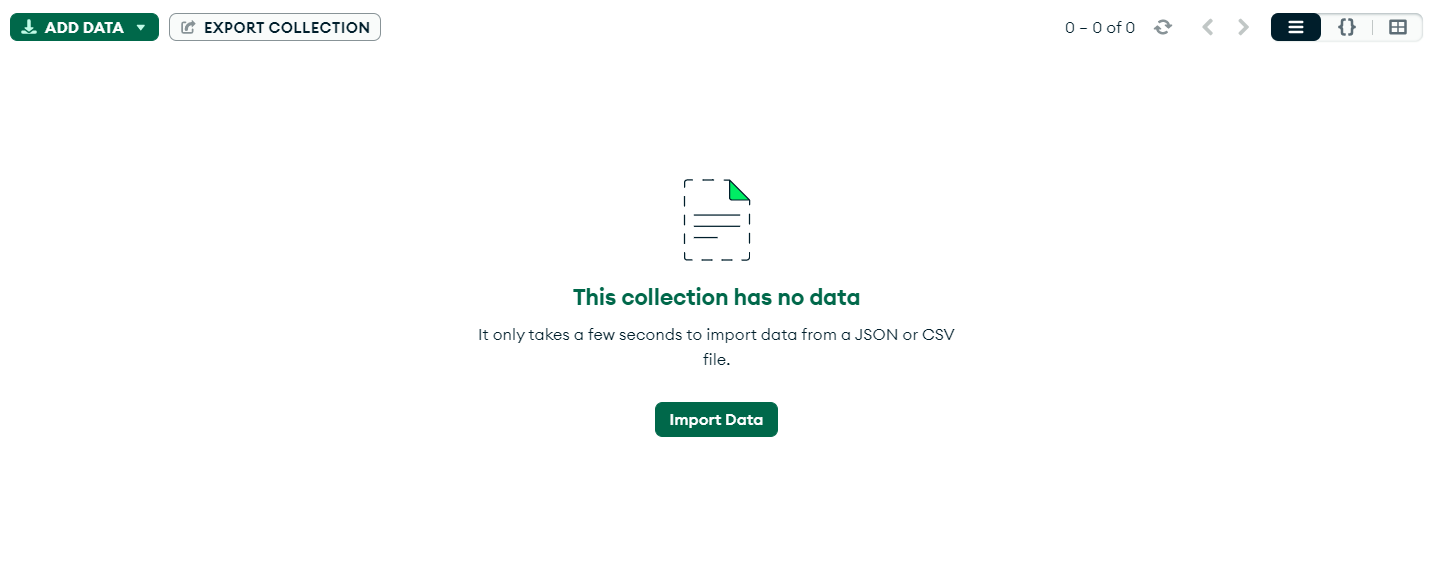 ADD DATA EXPORT COLLECTION 0 – 0 of 0 {}
This collection has no data
It only takes a few seconds to import data from a JSON or CSV
file.
Import Data